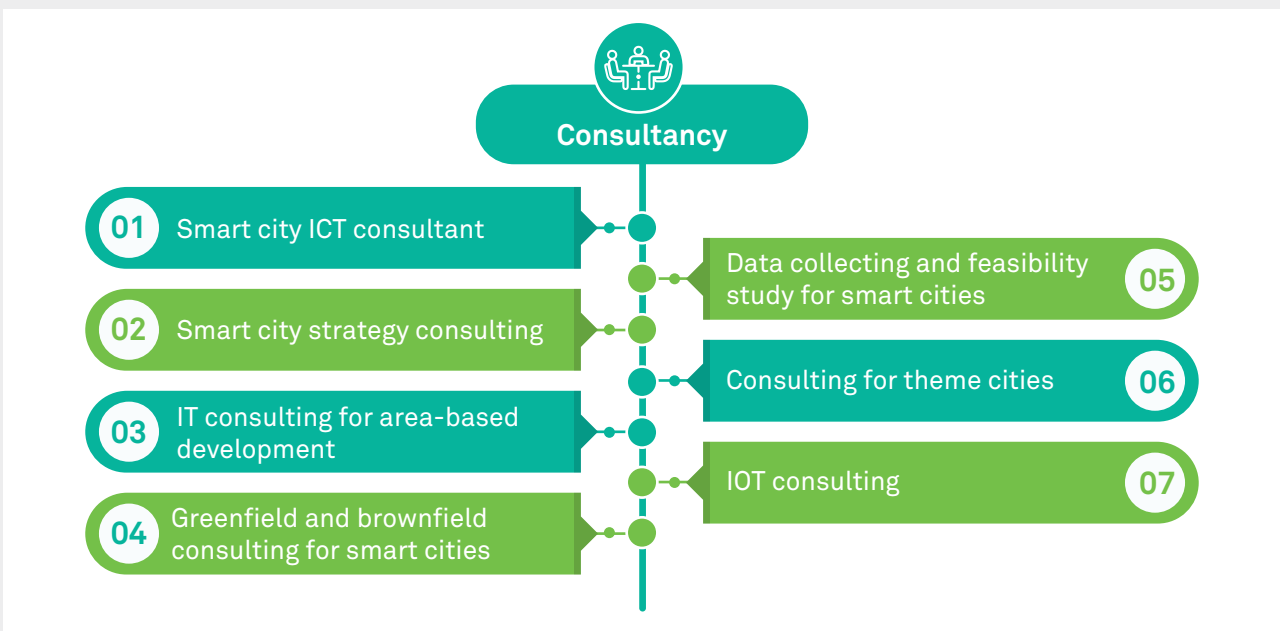 Consultancy
01
Smart city ICT consultant
02
Smart city strategy consulting
03
IT consulting for area-based
development
04
Greenfield and brownfield
consulting for smart cities
Data collecting and feasibility
study for smart cities
05
Consulting for theme cities
06
IOT consulting
07